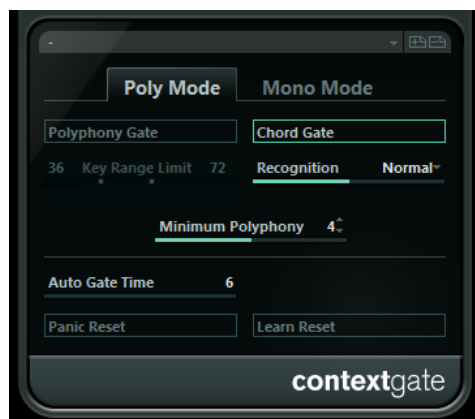 -
Poly Mode Mono Mode
Polyphony Gate Chord Gate
36 Key Range Limit 72 Recognition Normal
Minimum Polyphony 4
Auto Gate Time 6
Panic Reset Learn Reset
contextgate